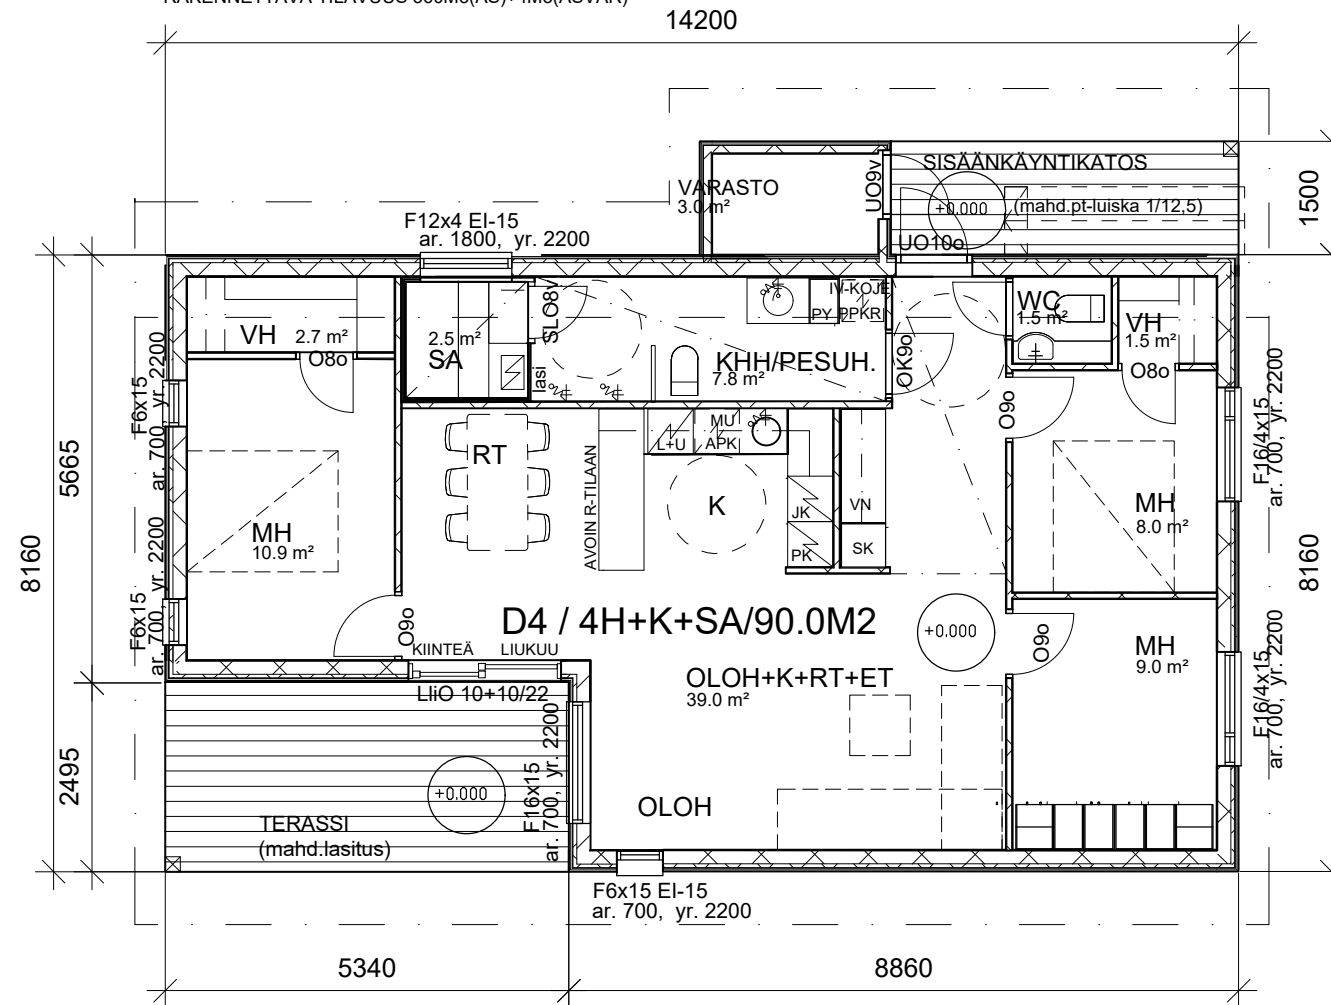 14200
SISÄÄNKÄYNTIKATOS
VARASTO
3.0 m²
UO9v
+0.000
(mahd.pt-luiska 1/12,5)
1500
F12x4 EI-15
ar. 1800, yr. 2200
UO10o
VH 2.7 m²
O8o
2.5 m²
SA
SLO8v
lasi
IV-KOJE
PY PPKRI
KHH/PESUH.
7.8 m²
OK9o
WC
1.5 m²
VH
1.5 m²
O8o
O9o
F6x15
ar. 700, yr. 2200
F16/4x15
ar. 700, yr. 2200
5665
8160
RT
AVOIN R-TILAAN
L+U
MU
APK
K
JK
PK
VN
SK
MH
10.9 m²
MH
8.0 m²
8160
F6x15
ar. 700, yr. 2200
O9o
D4 / 4H+K+SA/90.0M2
+0.000
O9o
KIINTEÄ LIUKUU
LIiO 10+10/22
OLOH+K+RT+ET
39.0 m²
MH
9.0 m²
F16/4x15
ar. 700, yr. 2200
2495
+0.000
F16x15
ar. 700, yr. 2200
OLOH
TERASSI
(mahd.lasitus)
F6x15 EI-15
ar. 700, yr. 2200
5340
8860